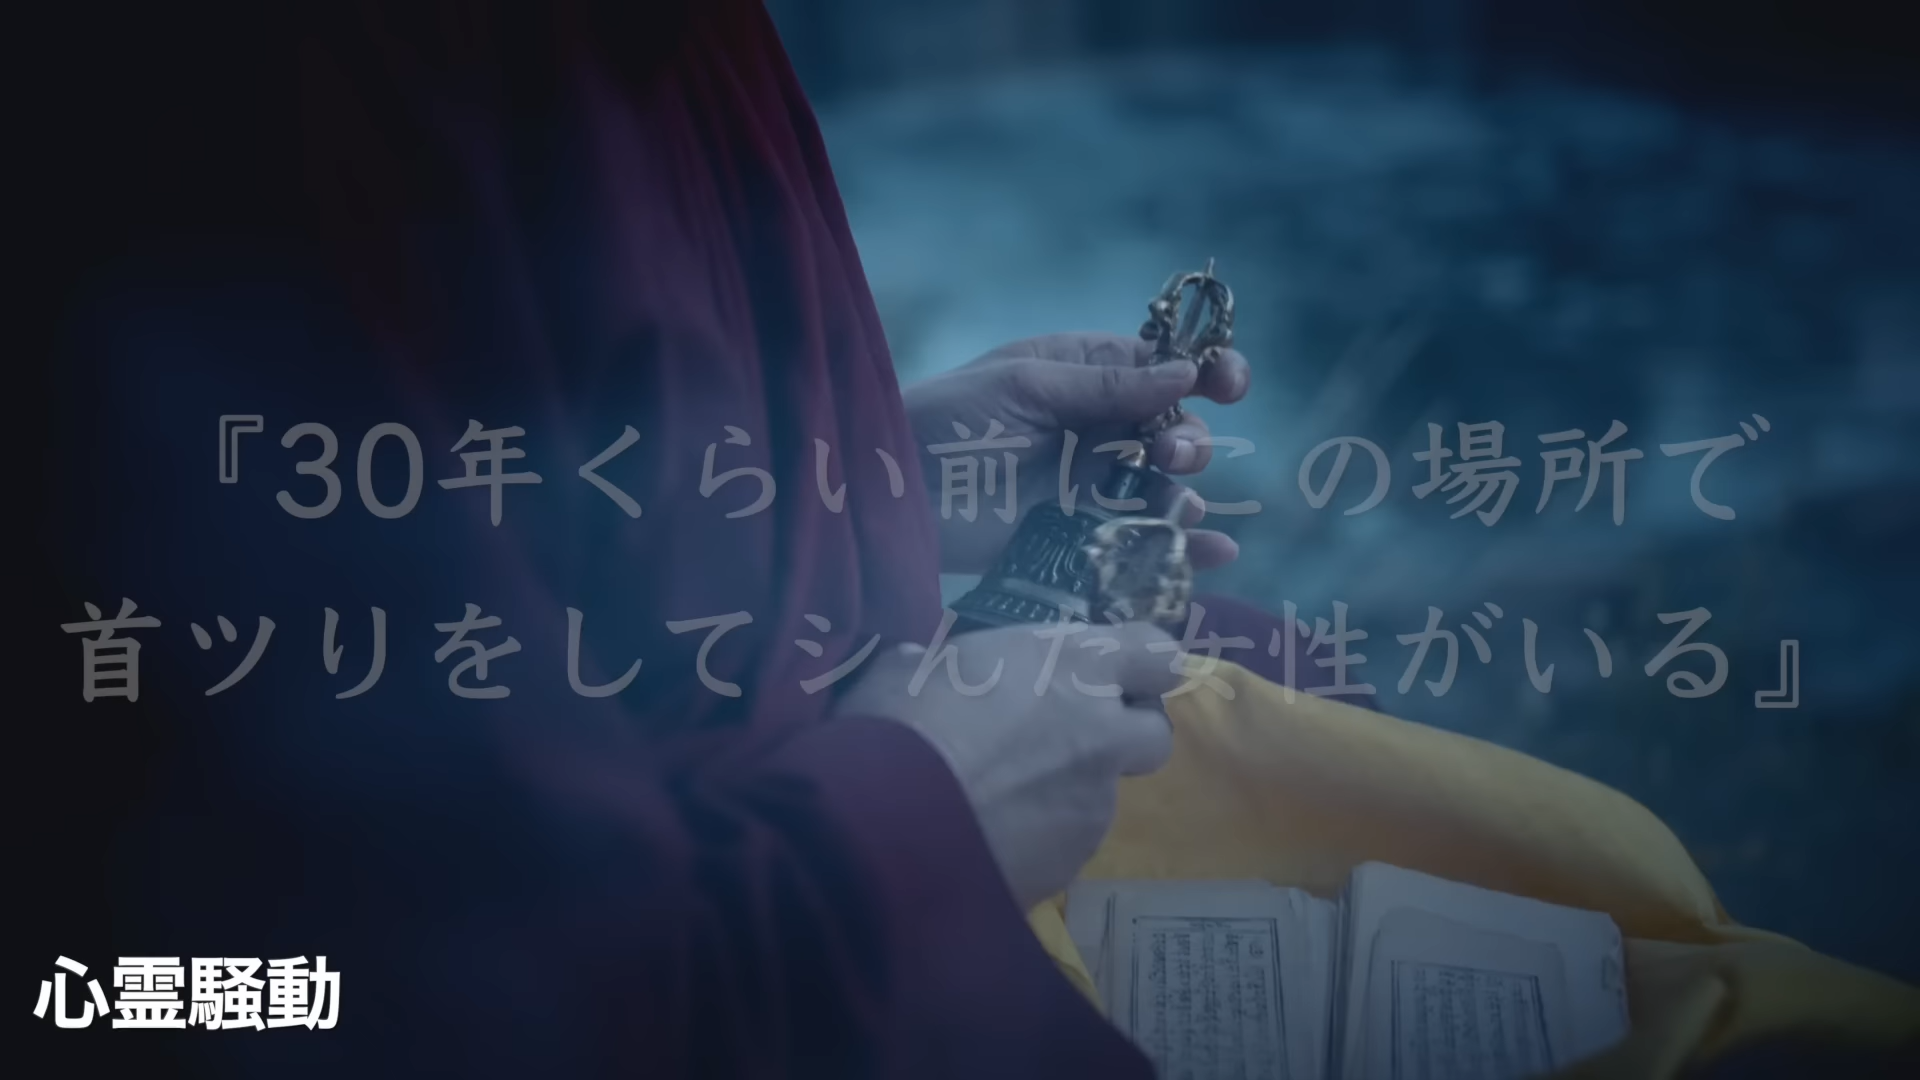 『30年くらい前にこの場所で
首ツリをしてシんだ女性がいる』
心霊騒動